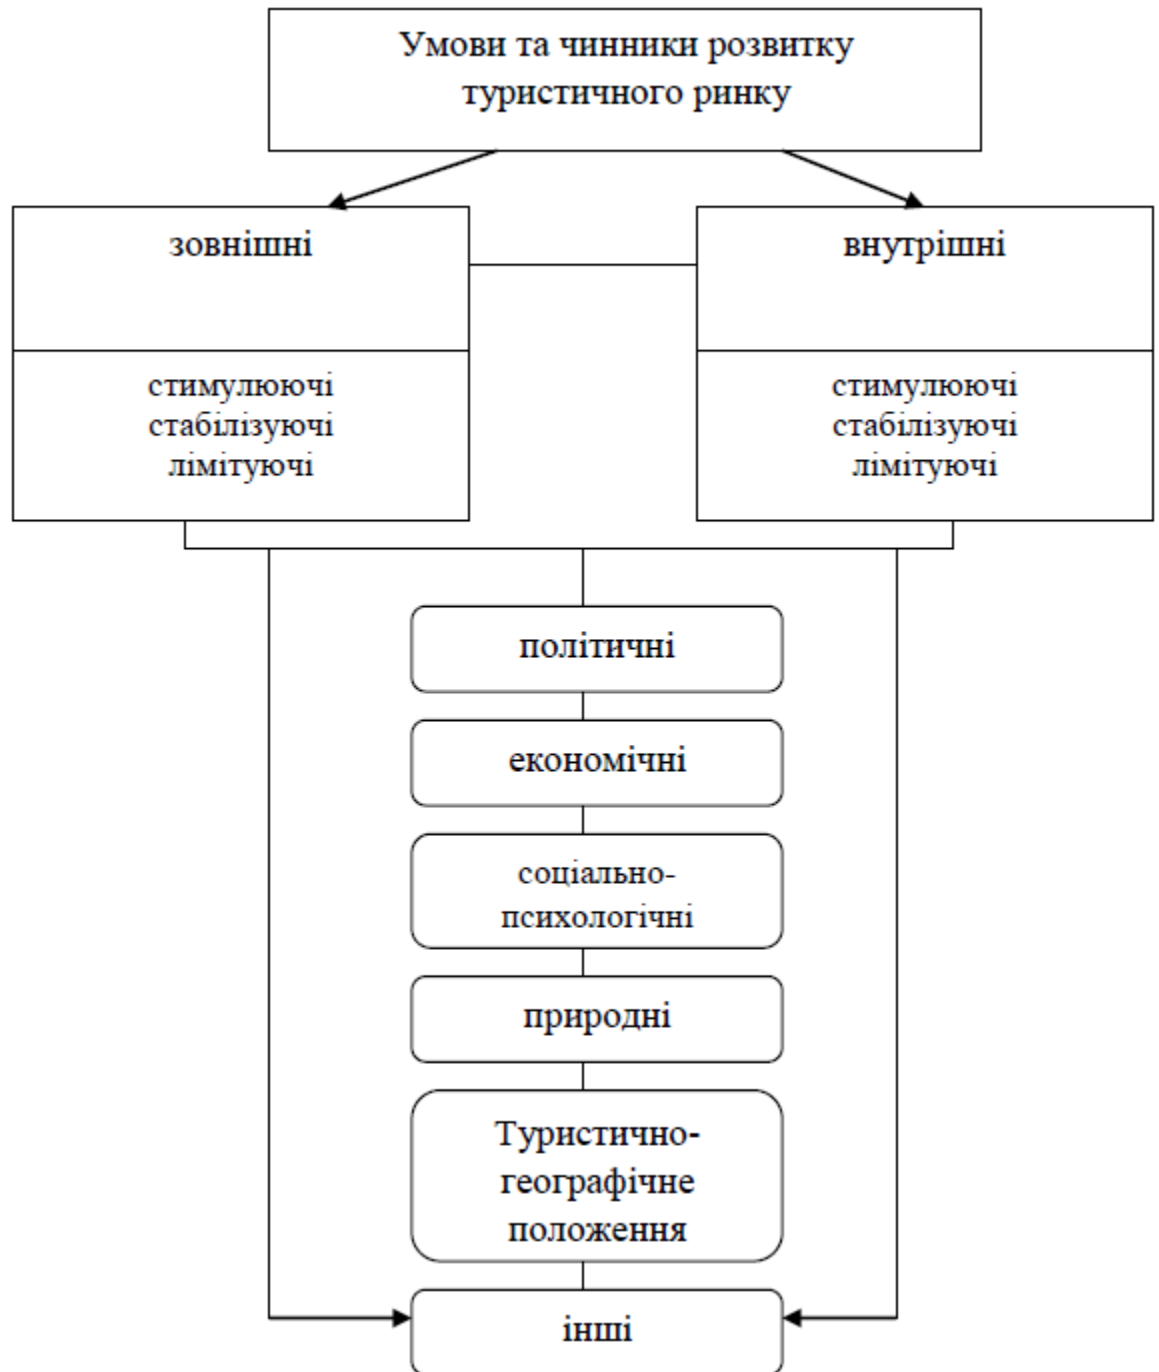 Умови та чинники розвитку
туристичного ринку
зовнішні
внутрішні
стимулюючі
стабілізуючі
лімітуючі
стимулюючі
стабілізуючі
лімітуючі
політичні
економічні
соціально-
психологічні
природні
Туристично-
географічне
положення
інші